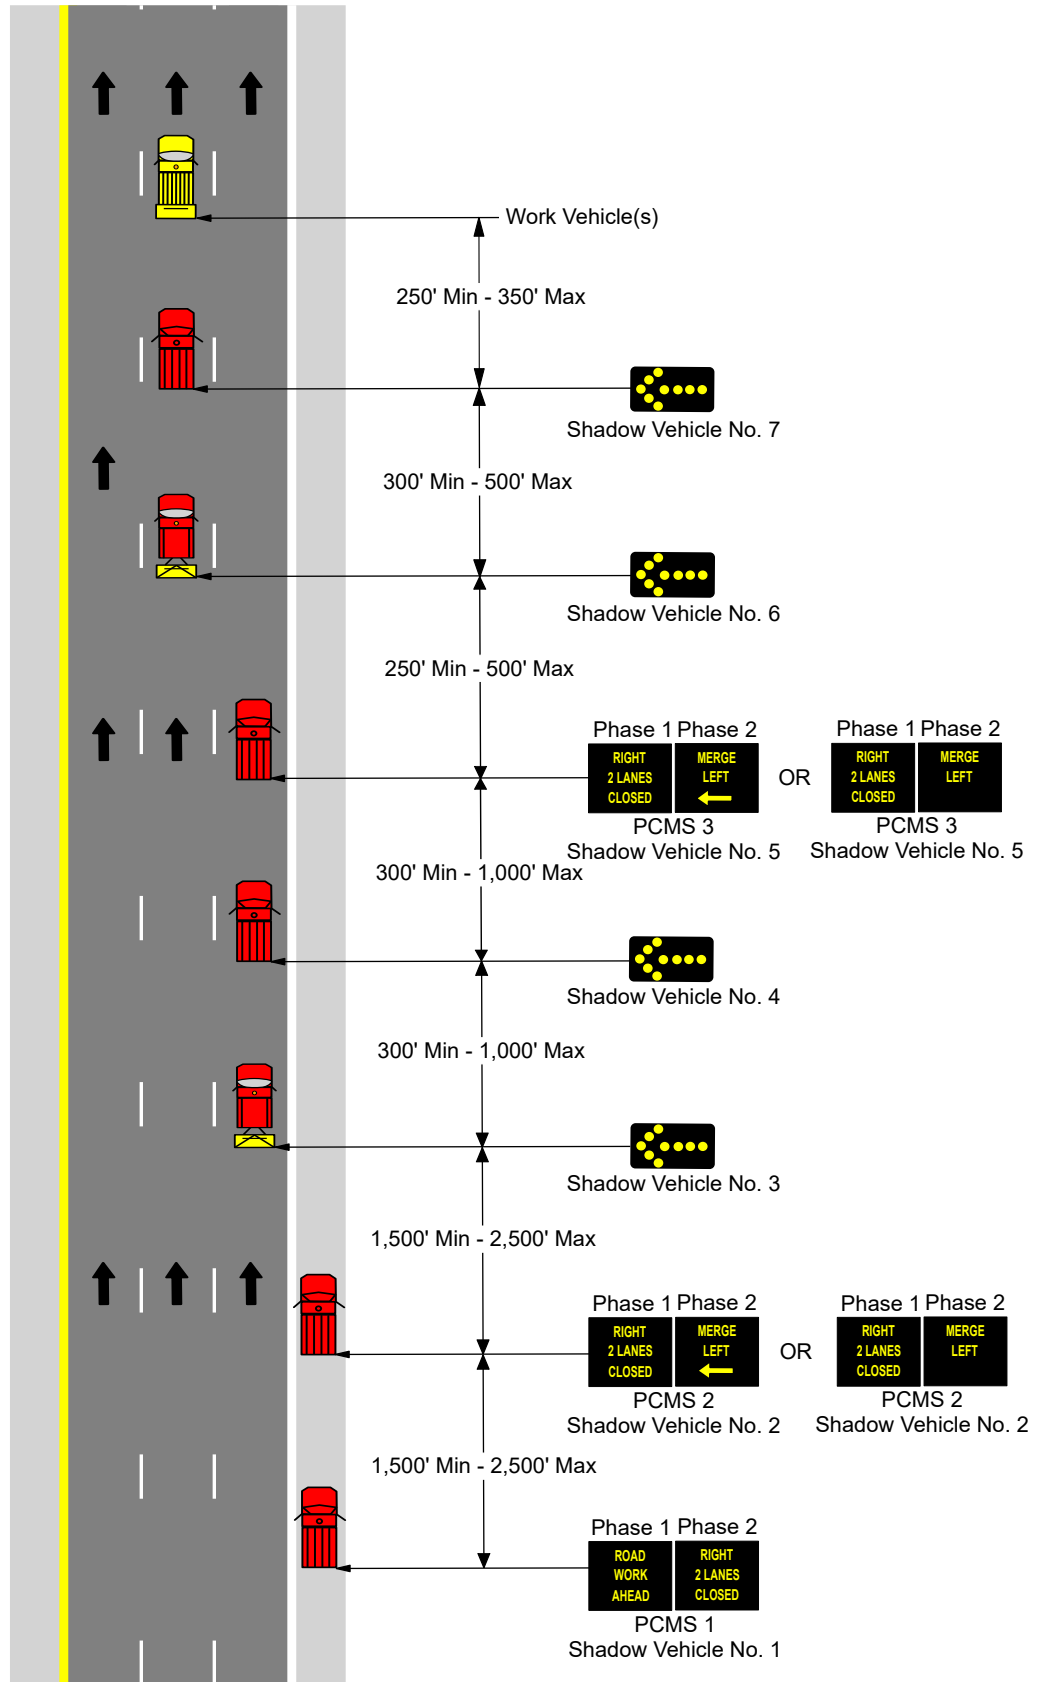 Work Vehicle(s)
250' Min - 350' Max
Shadow Vehicle No. 7
300' Min - 500' Max
Shadow Vehicle No. 6
250' Min - 500' Max
Phase 1 Phase 2
RIGHT
2 LANES
CLOSED
MERGE
LEFT
PCMS 3
Shadow Vehicle No. 5
OR
Phase 1 Phase 2
RIGHT
2 LANES
CLOSED
MERGE
LEFT
PCMS 3
Shadow Vehicle No. 5
300' Min - 1,000' Max
Shadow Vehicle No. 4
300' Min - 1,000' Max
Shadow Vehicle No. 3
1,500' Min - 2,500' Max
Phase 1 Phase 2
RIGHT
2 LANES
CLOSED
MERGE
LEFT
PCMS 2
Shadow Vehicle No. 2
OR
Phase 1 Phase 2
RIGHT
2 LANES
CLOSED
MERGE
LEFT
PCMS 2
Shadow Vehicle No. 2
1,500' Min - 2,500' Max
Phase 1 Phase 2
ROAD
WORK
AHEAD
RIGHT
2 LANES
CLOSED
PCMS 1
Shadow Vehicle No. 1